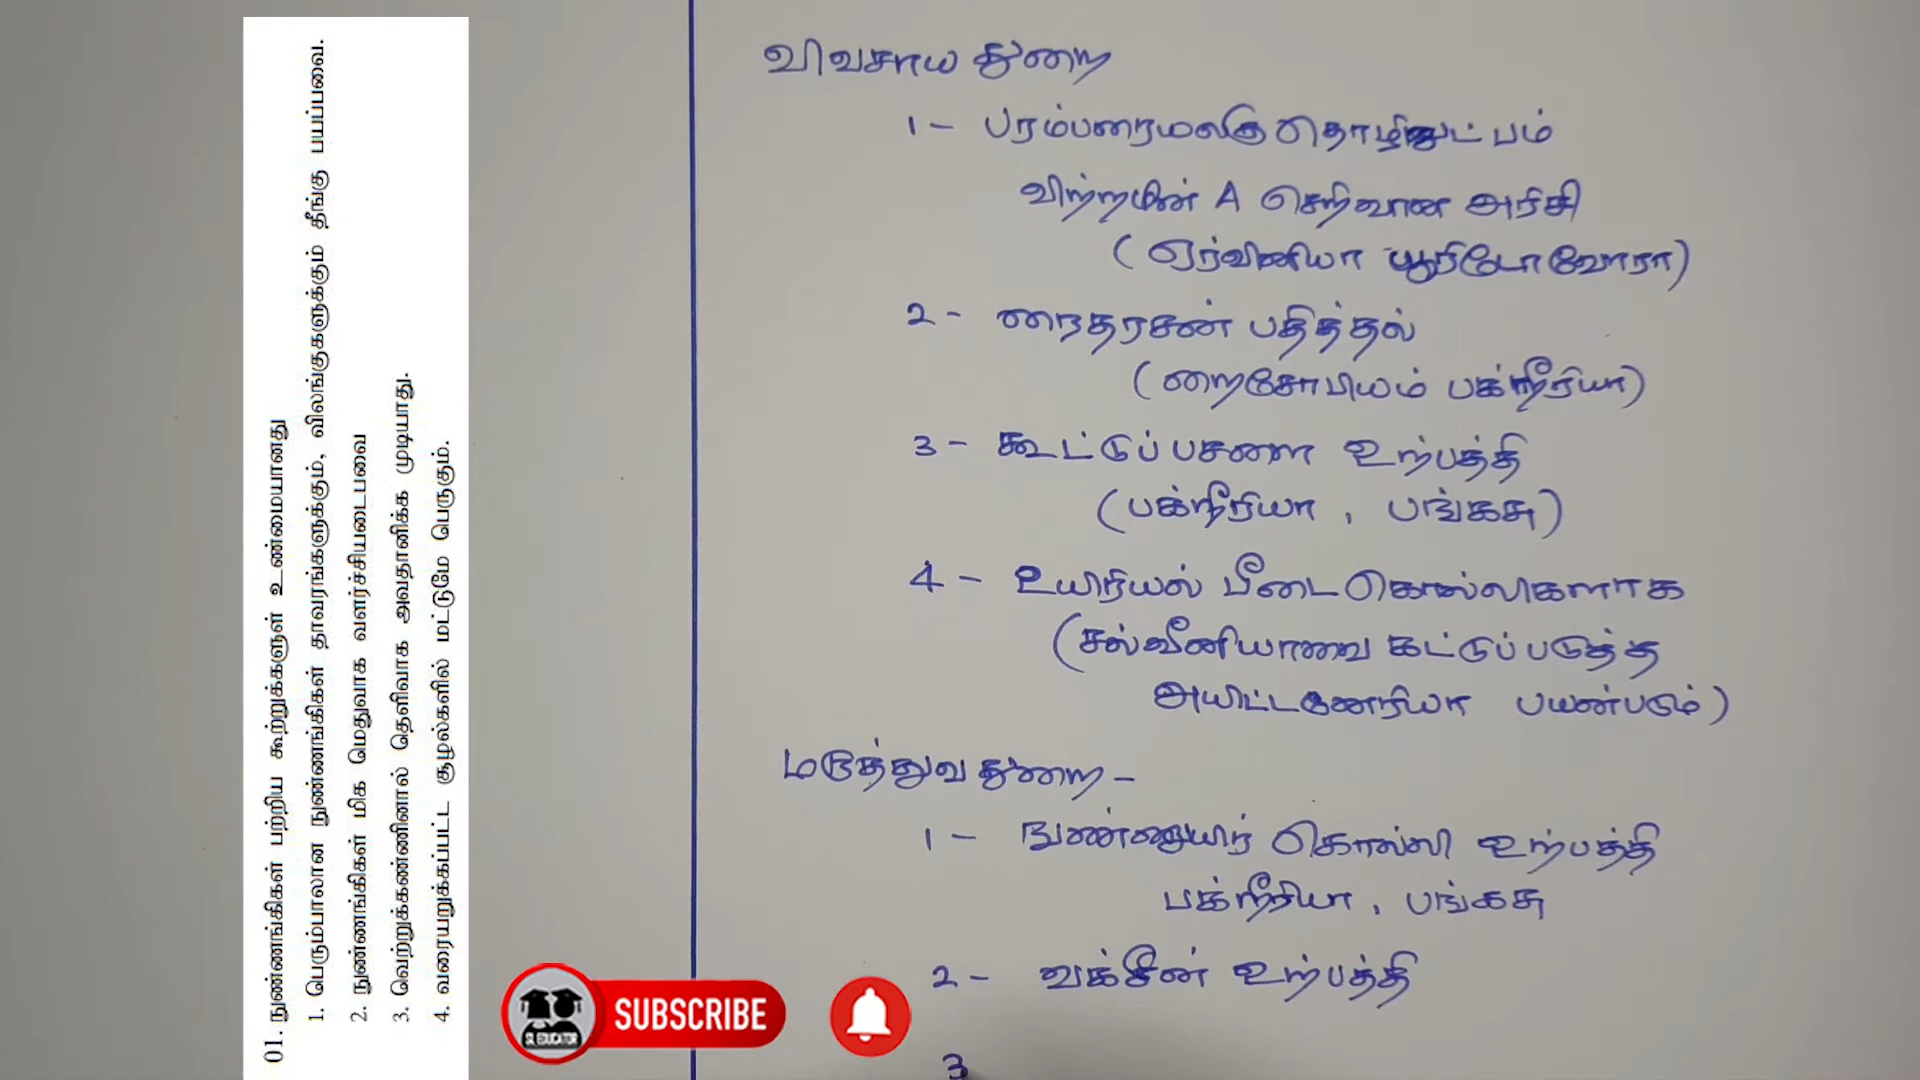 01. நுண்ணங்கிகள் பற்றிய கூற்றுக்களுள் உண்மையானது
1. பெரும்பாலான நுண்ணங்கிகள் தாவரங்களுக்கும், விலங்குகளுக்கும் தீங்கு பயப்பவை.
2. நுண்ணங்கிகள் மிக மெதுவாக வளர்ச்சியடைபவை
3. வெற்றுக்கண்ணினால் தெளிவாக அவதானிக்க முடியாது.
4. வரையறுக்கப்பட்ட சூழல்களில் மட்டுமே பெருகும்.
விவசாய துறை
1 - பரம்பரையலகு தொழிநுட்பம்
விற்றமின் A செறிவான அரிசி
(ஏர்வினியா யூரிடோவோரா)
2 - நைதரசன் பதித்தல்
(றைசோபியம் பக்றீரியா)
3 - கூட்டுப்பசளை உற்பத்தி
(பக்றீரியா, பங்கசு)
4 - உயிரியல் பீடைகொல்லிகளாக
(சல்வீனியாவை கட்டுப்படுத்த
பயன்படும்)
மருத்துவ துறை -
1 - நுண்ணுயிர் கொல்லி உற்பத்தி
பக்றீரியா, பங்கசு
2 - வக்சீன் உற்பத்தி
3
SL EDUCATOR
SUBSCRIBE